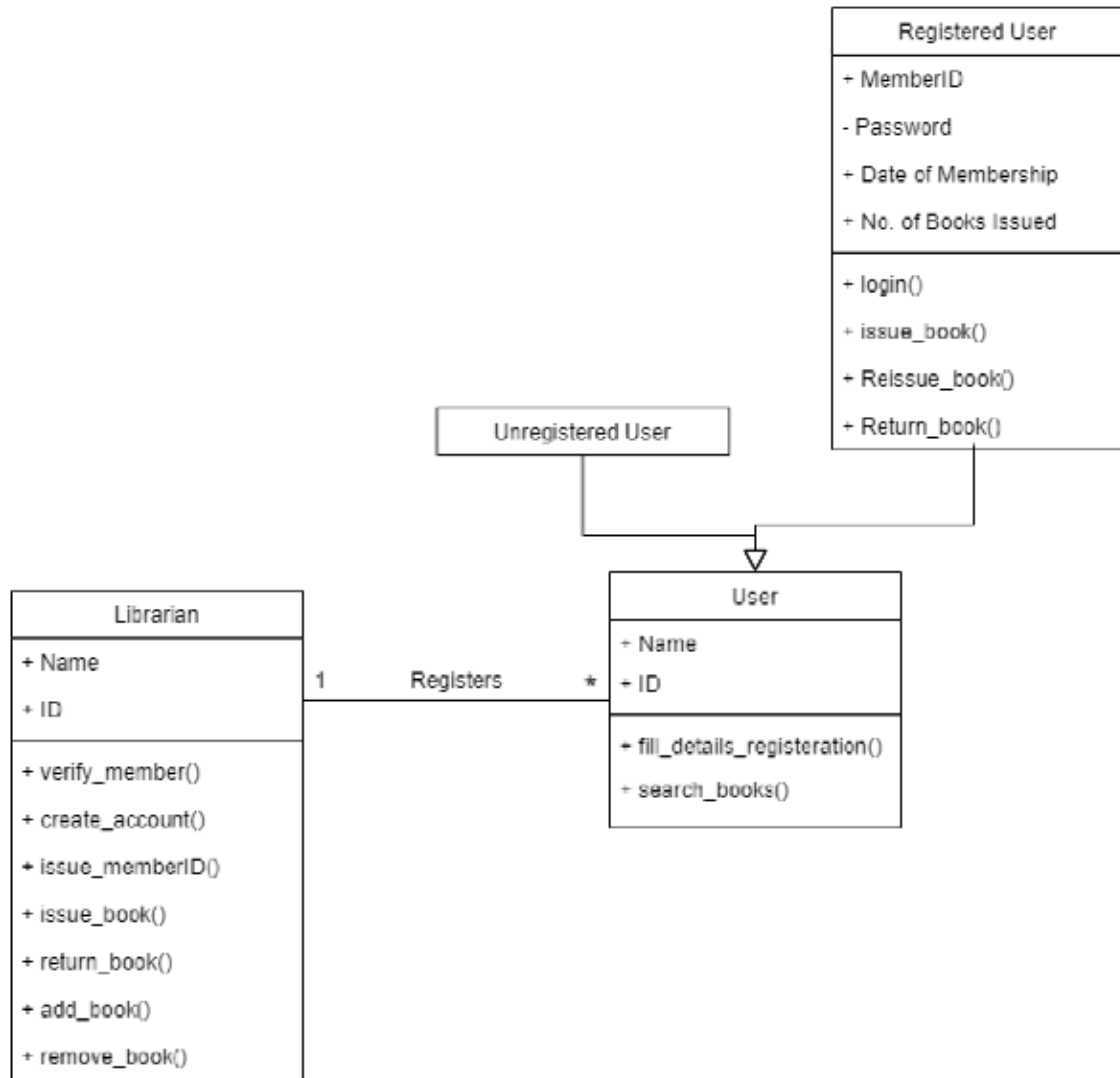 Registered User
+ MemberID
- Password
+ Date of Membership
+ No. of Books Issued
+ login()
+ issue_book()
+ Reissue_book()
+ Return_book()
Unregistered User
User
+ Name
+ ID
+ fill_details_registeration()
+ search_books()
1 Registers *
Librarian
+ Name
+ ID
+ verify_member()
+ create_account()
+ issue_memberID()
+ issue_book()
+ return_book()
+ add_book()
+ remove_book()